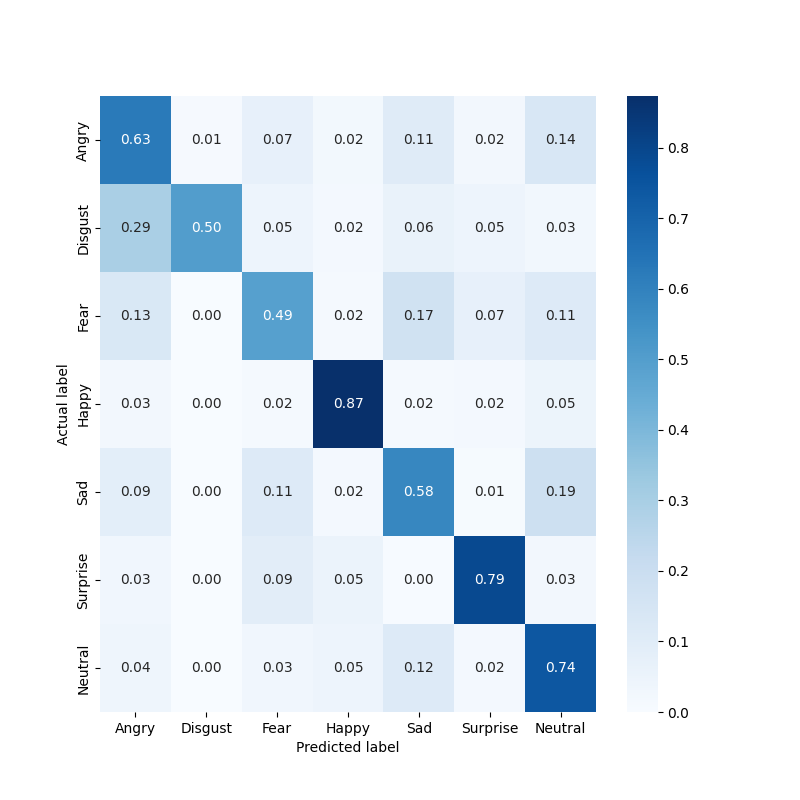 Actual label
Angry 0.63 0.01 0.07 0.02 0.11 0.02 0.14
Disgust 0.29 0.50 0.05 0.02 0.06 0.05 0.03
Fear 0.13 0.00 0.49 0.02 0.17 0.07 0.11
Happy 0.03 0.00 0.02 0.87 0.02 0.02 0.05
Sad 0.09 0.00 0.11 0.02 0.58 0.01 0.19
Surprise 0.03 0.00 0.09 0.05 0.00 0.79 0.03
Neutral 0.04 0.00 0.03 0.05 0.12 0.02 0.74
Angry Disgust Fear Happy Sad Surprise Neutral
Predicted label
0.8
0.7
0.6
0.5
0.4
0.3
0.2
0.1
0.0